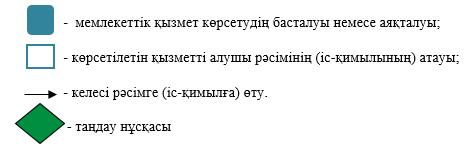 - мемлекеттік қызмет көрсетудің басталуы немесе аяқталуы;
- көрсетілетін қызметті алушы рәсімінің (іс-қимылының) атауы;
- келесі рәсімге (іс-қимылға) өту.
- таңдау нұсқасы